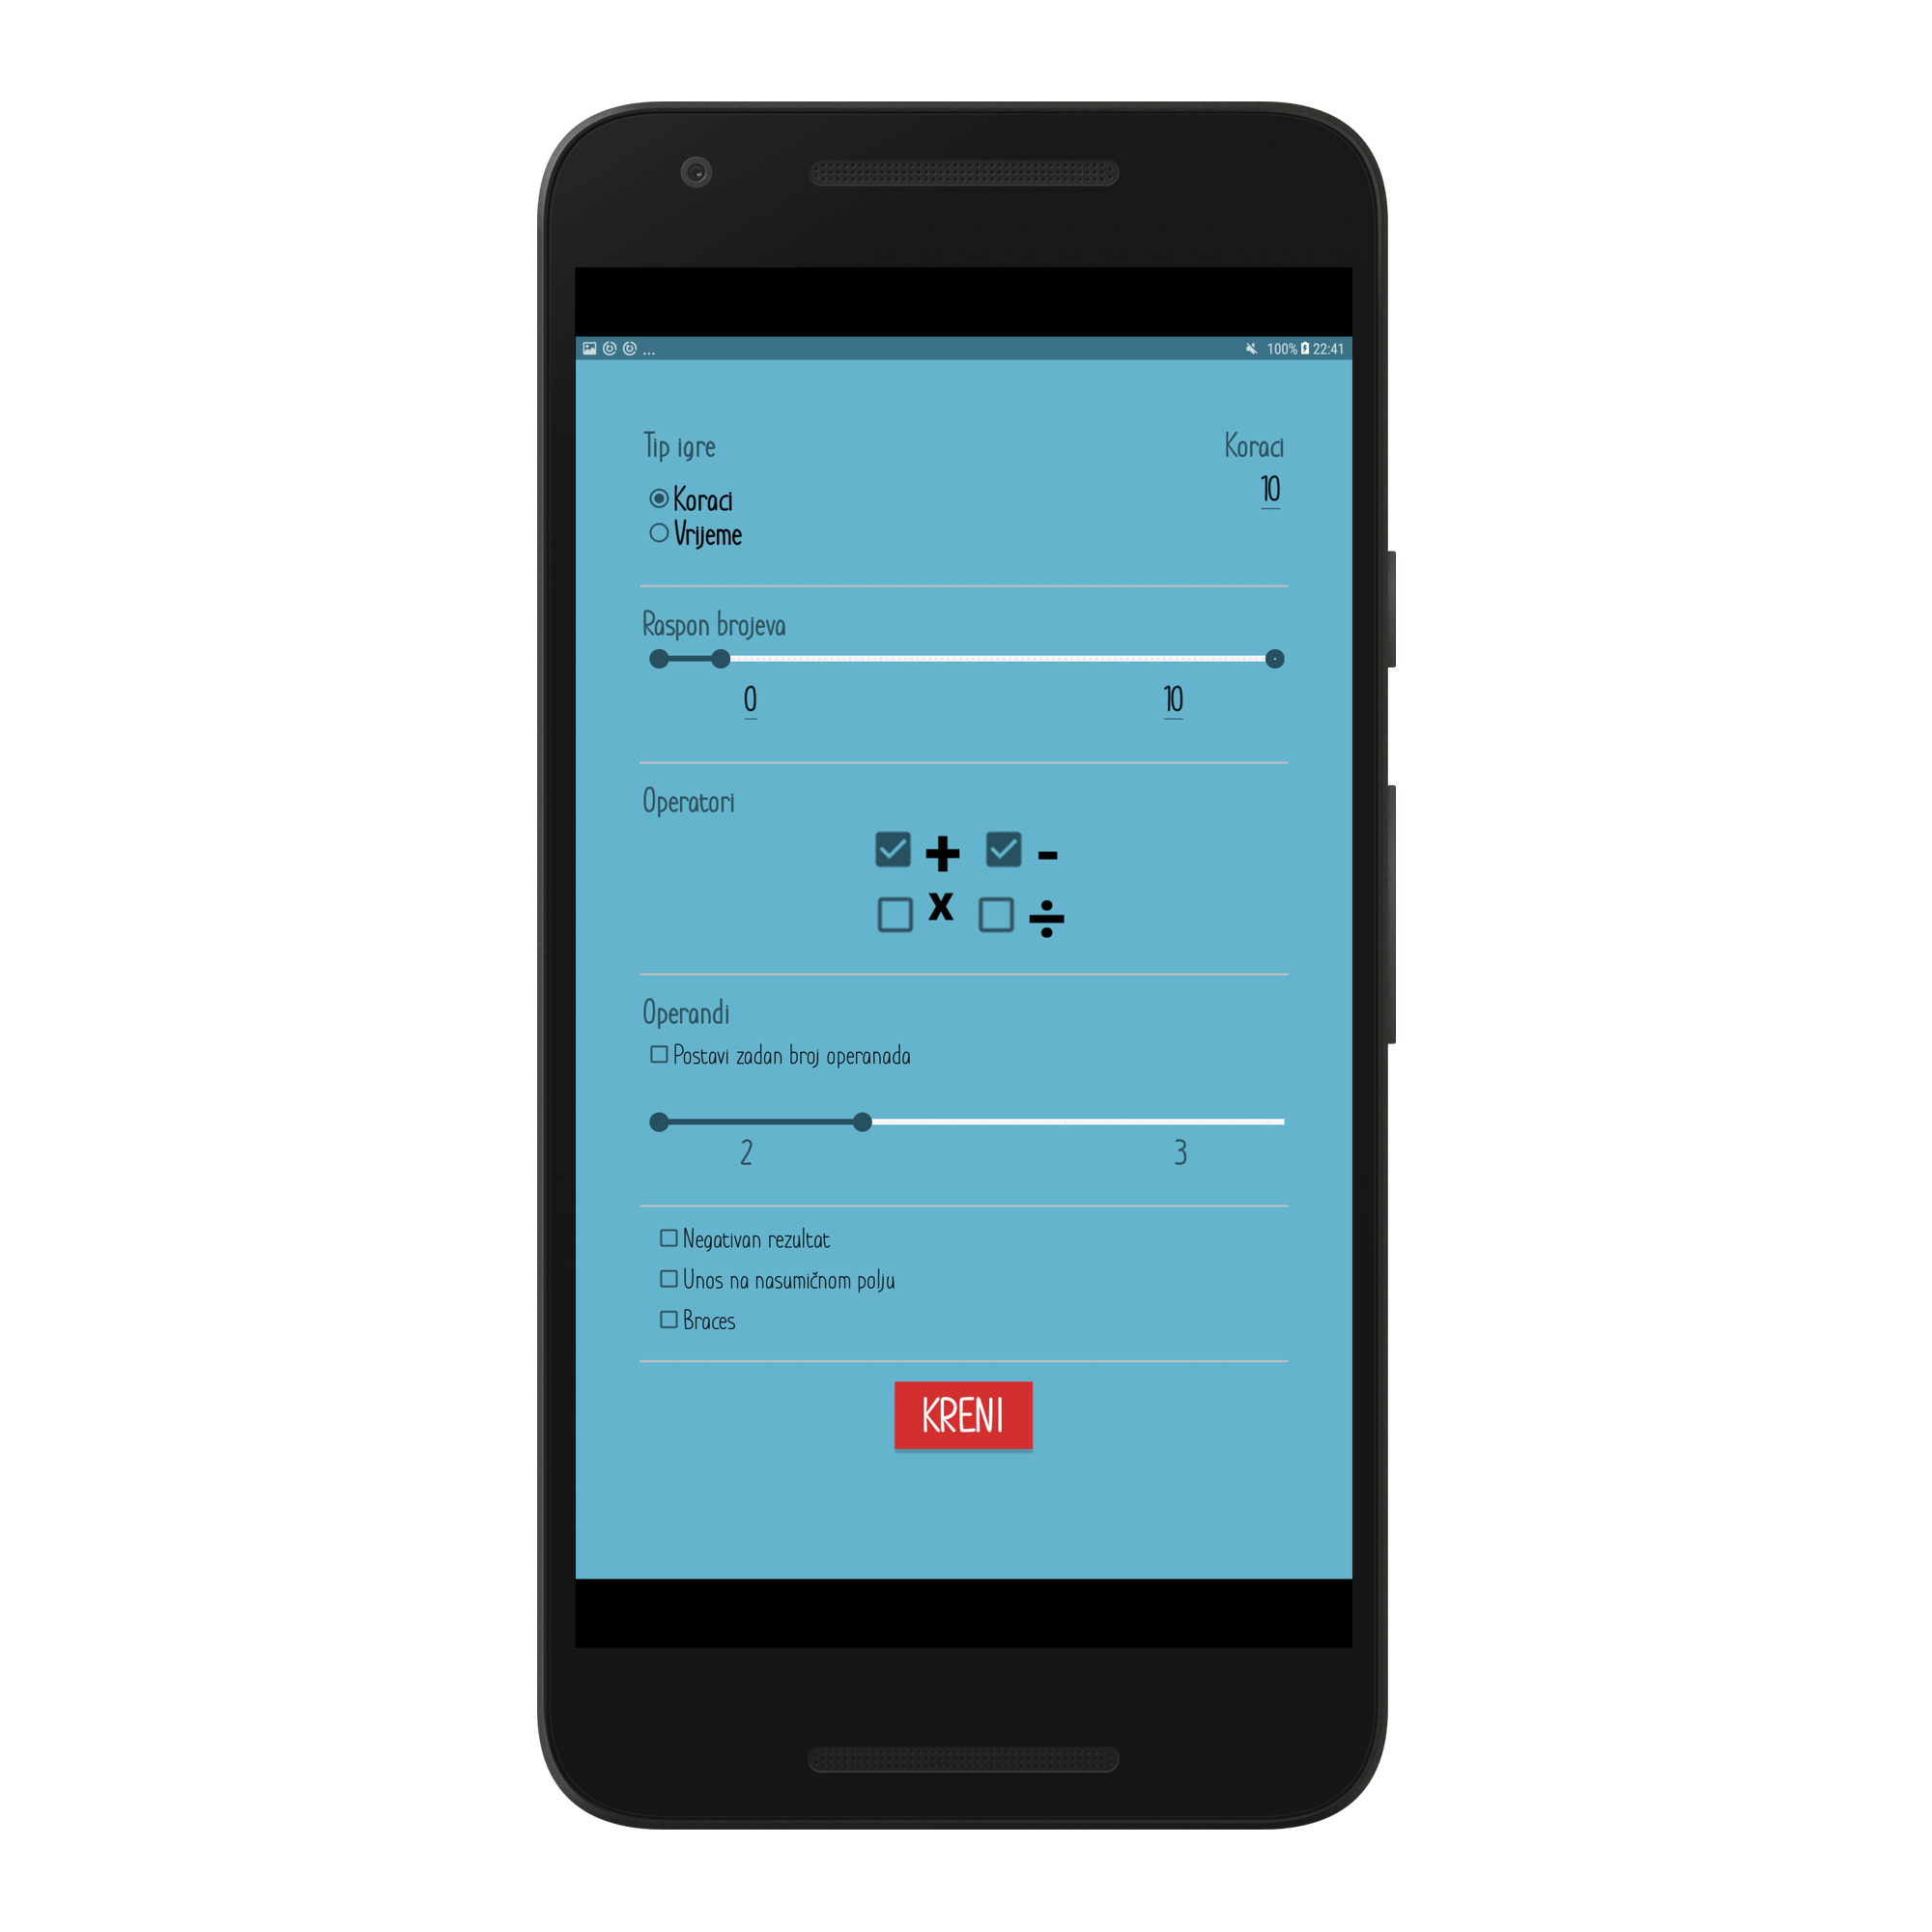 ... 100% 22:41
Tip igre Koraci
Koraci 10
Vrijeme
Raspon brojeva
0 10
Operatori
+ -
x ÷
Operandi
Postavi zadan broj operanada
2 3
Negativan rezultat
Unos na nasumičnom polju
Braces
KRENI